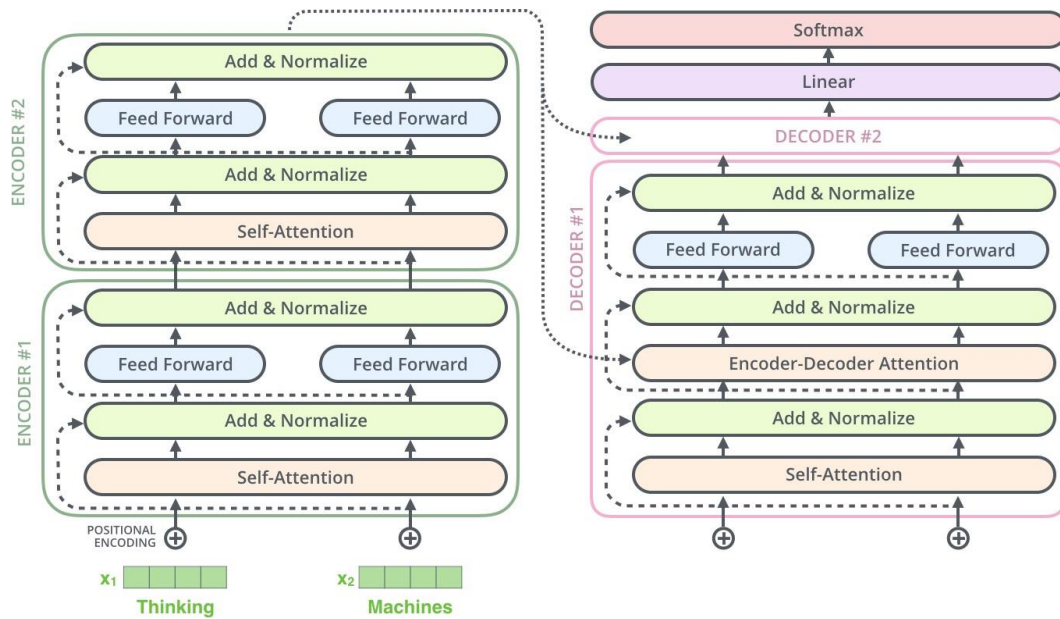 ENCODER #2
Add & Normalize
Feed Forward
Feed Forward
Add & Normalize
Self-Attention
ENCODER #1
Add & Normalize
Feed Forward
Feed Forward
Add & Normalize
Self-Attention
POSITIONAL
ENCODING
x1
x2
Thinking
Machines
Softmax
Linear
DECODER #2
DECODER #1
Add & Normalize
Feed Forward
Feed Forward
Add & Normalize
Encoder-Decoder Attention
Add & Normalize
Self-Attention